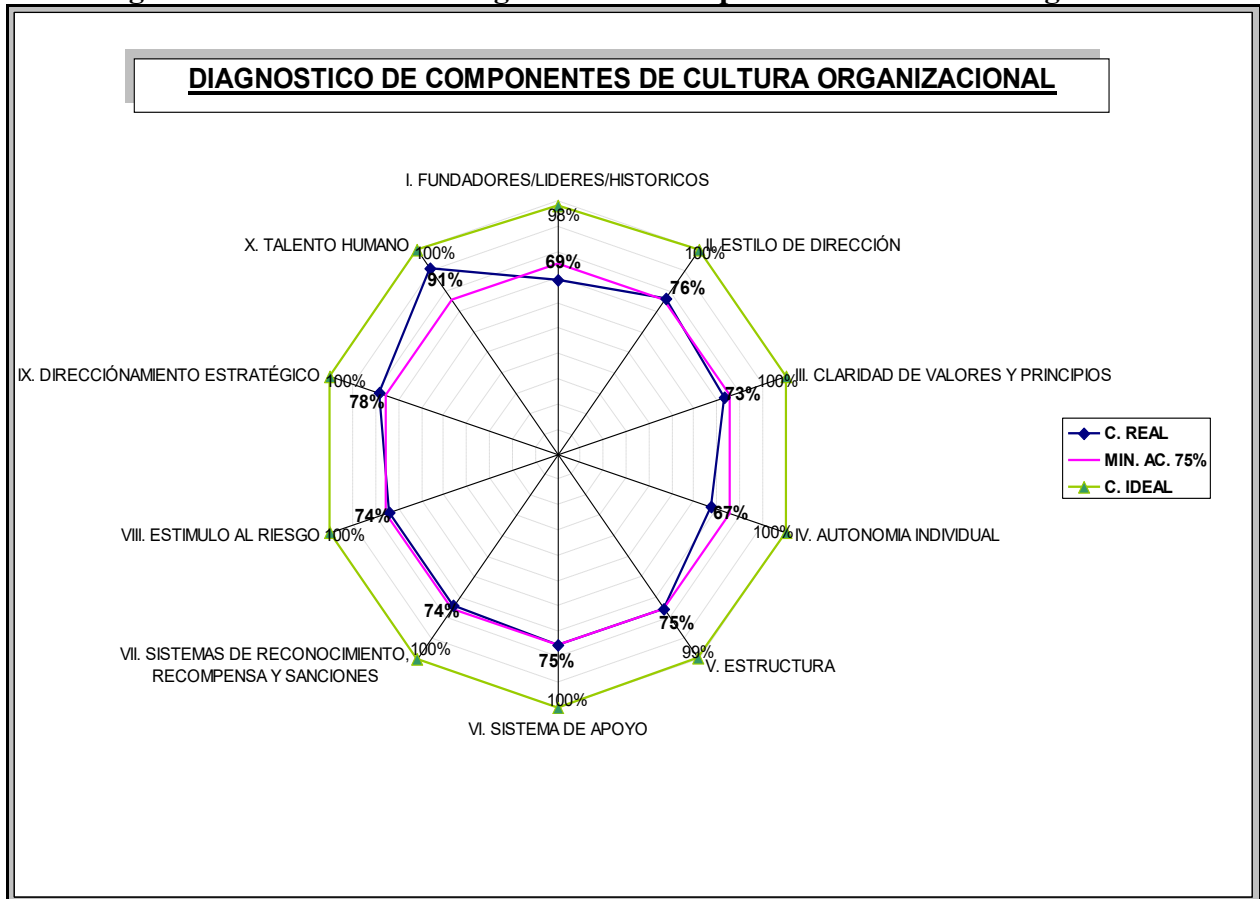 DIAGNOSTICO DE COMPONENTES DE CULTURA ORGANIZACIONAL
I. FUNDADORES/LIDERES/HISTORICOS
98%
69%
II. ESTILO DE DIRECCIÓN
100%
76%
III. CLARIDAD DE VALORES Y PRINCIPIOS
100%
73%
IV. AUTONOMIA INDIVIDUAL
100%
67%
V. ESTRUCTURA
99%
75%
VI. SISTEMA DE APOYO
100%
75%
VII. SISTEMAS DE RECONOCIMIENTO,
RECOMPENSA Y SANCIONES
100%
74%
VIII. ESTIMULO AL RIESGO
100%
74%
IX. DIRECCIÓNAMIENTO ESTRATÉGICO
100%
78%
X. TALENTO HUMANO
100%
91%
C. REAL
MIN. AC. 75%
C. IDEAL